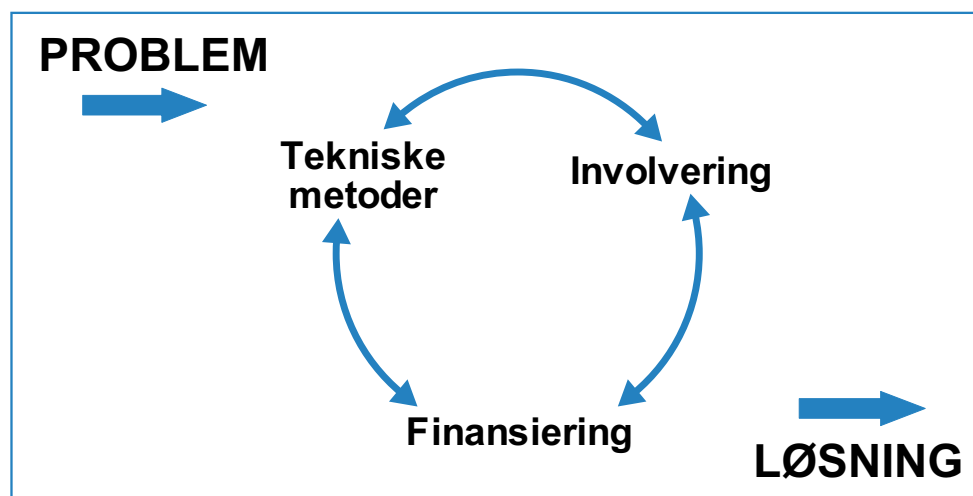 PROBLEM
Tekniske
metoder
Involvering
Finansiering
LØSNING